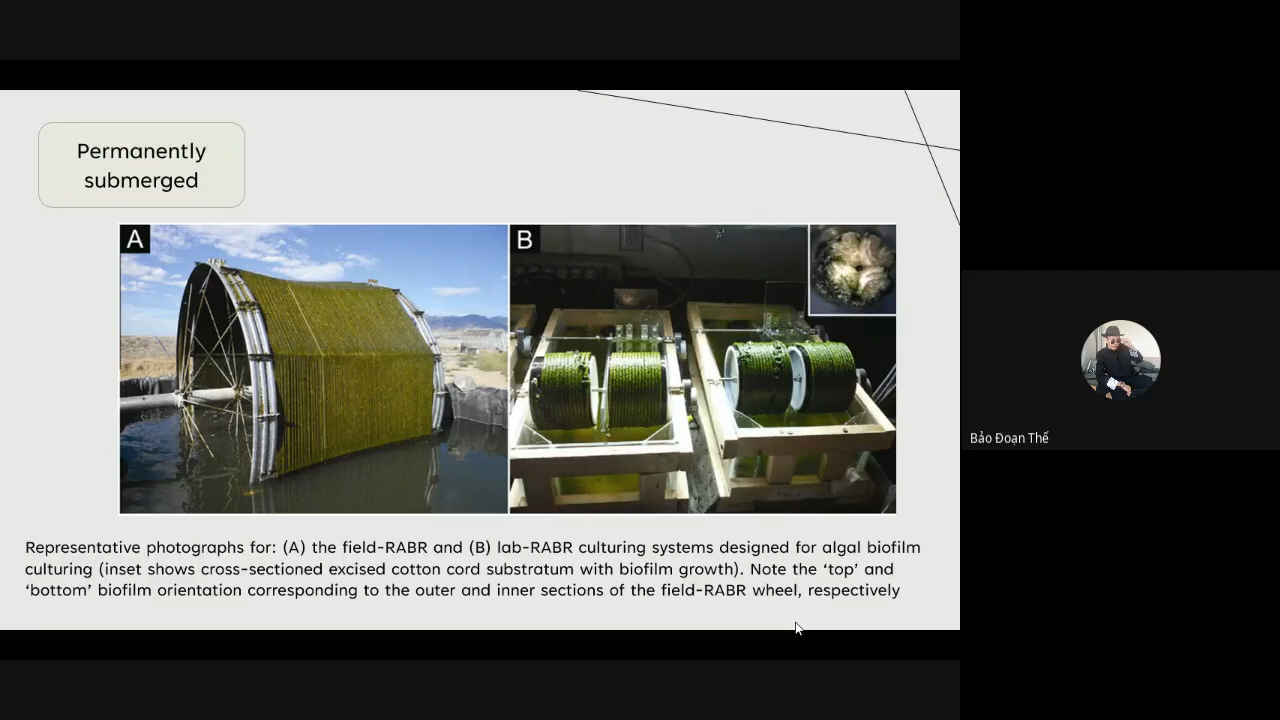 Permanently
submerged
A
B
Representative photographs for: (A) the field-RABR and (B) lab-RABR culturing systems designed for algal biofilm
culturing (inset shows cross-sectioned excised cotton cord substratum with biofilm growth). Note the ‘top’ and
‘bottom’ biofilm orientation corresponding to the outer and inner sections of the field-RABR wheel, respectively
Bảo Đoạn Thế